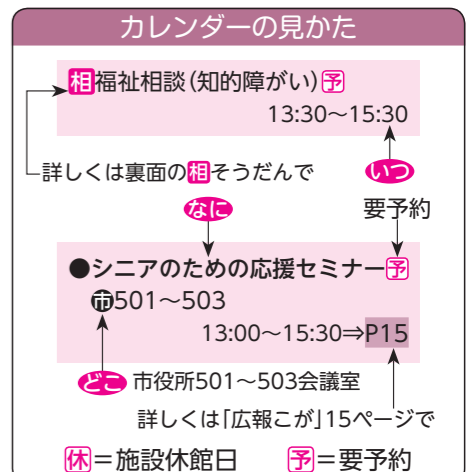 カレンダーの見かた
相福祉相談(知的障がい)予
13:30～15:30
詳しくは裏面の相そうだんで
いつ
なに
要予約
●シニアのための応援セミナー予
市501～503
13:00～15:30⇒P15
どこ 市役所501～503会議室
詳しくは「広報こが」15ページで
休=施設休館日 予=要予約